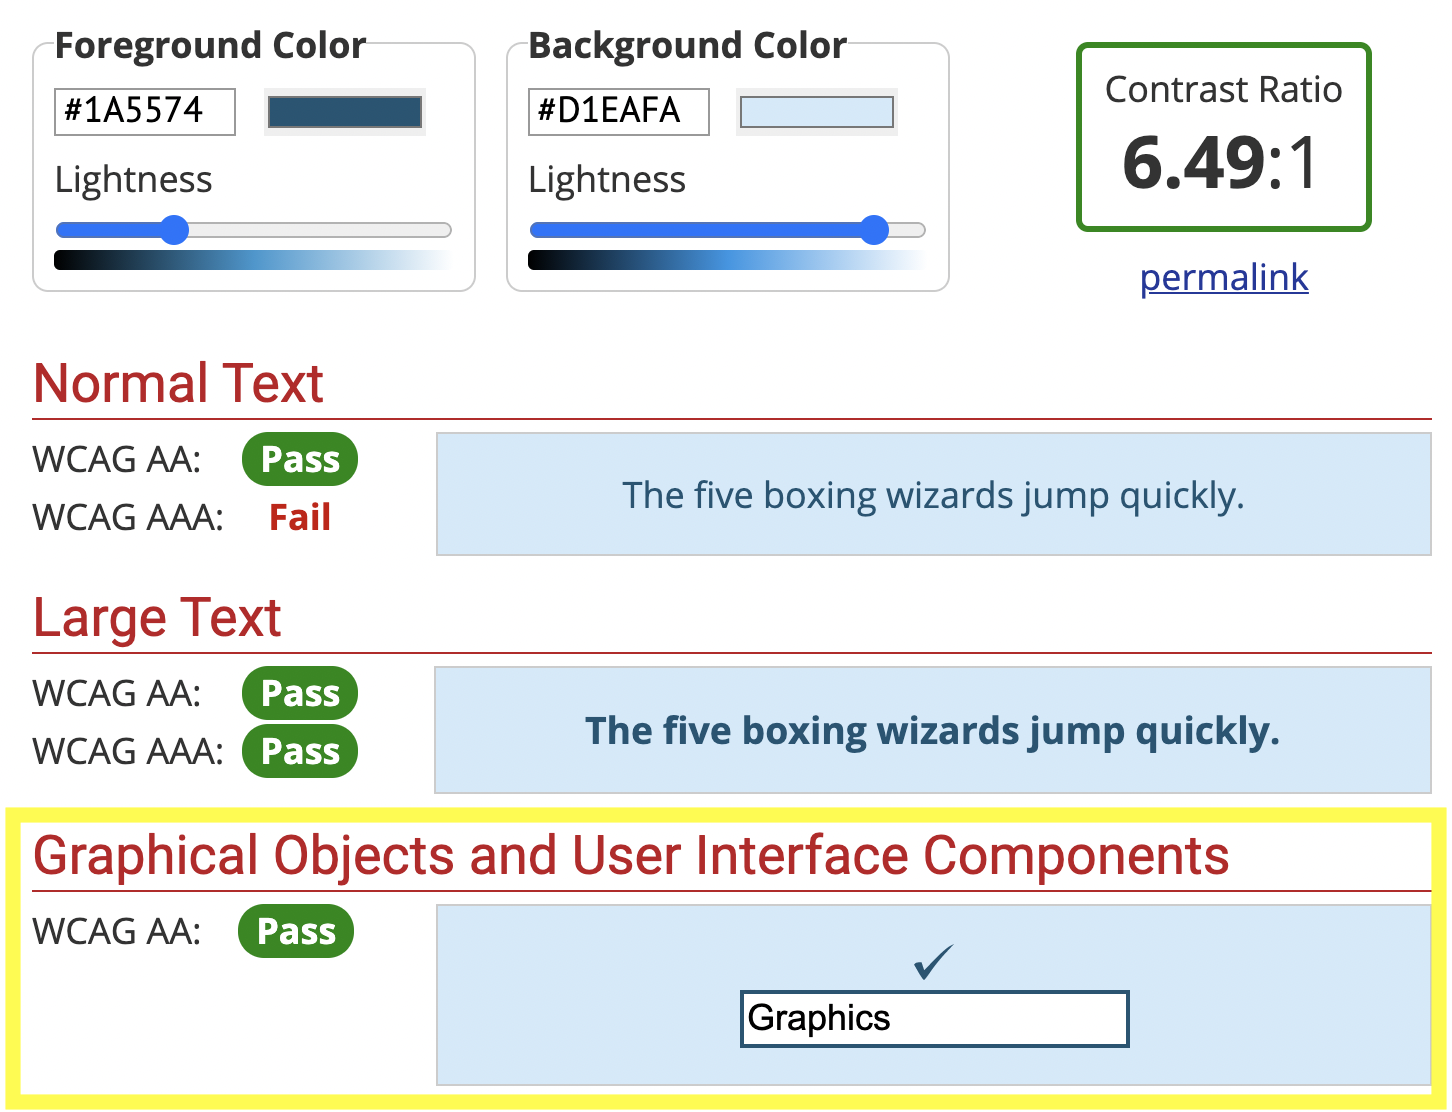 Foreground Color
#1A5574
Lightness
Background Color
#D1EAFA
Lightness
Contrast Ratio
6.49:1
permalink
Normal Text
WCAG AA: Pass
WCAG AAA: Fail
The five boxing wizards jump quickly.
Large Text
WCAG AA: Pass
WCAG AAA: Pass
The five boxing wizards jump quickly.
Graphical Objects and User Interface Components
WCAG AA: Pass
✓
Graphics